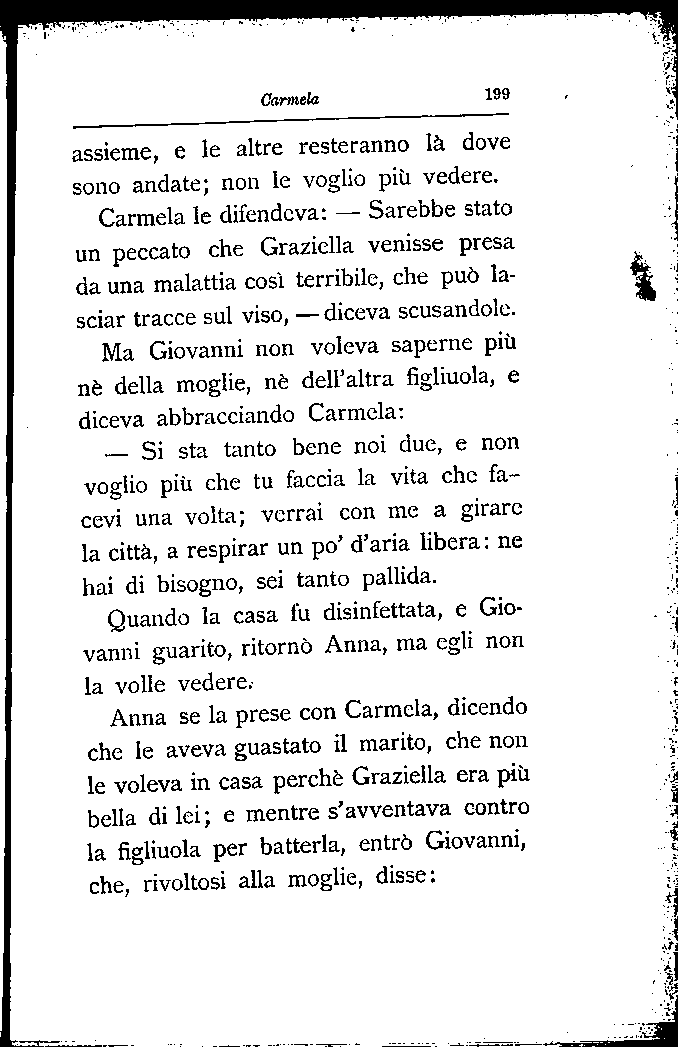 Carmela 199
assieme, e le altre resteranno là dove
sono andate; non le voglio più vedere.
Carmela le difendeva: — Sarebbe stato
un peccato che Graziella venisse presa
da una malattia così terribile, che può la-
sciar tracce sul viso, — diceva scusandole.
Ma Giovanni non voleva saperne più
nè della moglie, nè dell'altra figliuola, e
diceva abbracciando Carmela:
— Si sta tanto bene noi due, e non
voglio più che tu faccia la vita che fa-
cevi una volta; verrai con me a girare
la città, a respirar un po' d'aria libera: ne
hai di bisogno, sei tanto pallida.
Quando la casa fu disinfettata, e Gio-
vanni guarito, ritornò Anna, ma egli non
la volle vedere.
Anna se la prese con Carmela, dicendo
che le aveva guastato il marito, che non
le voleva in casa perchè Graziella era più
bella di lei; e mentre s'avventava contro
la figliuola per batterla, entrò Giovanni,
che, rivoltosi alla moglie, disse: